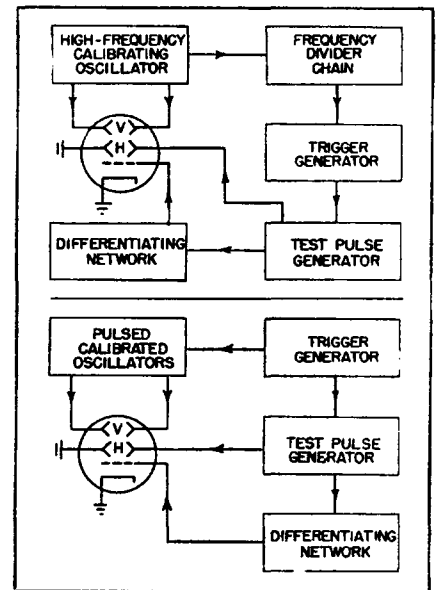 HIGH-FREQUENCY
CALIBRATING
OSCILLATOR
FREQUENCY
DIVIDER
CHAIN
V
H
TRIGGER
GENERATOR
DIFFERENTIATING
NETWORK
TEST PULSE
GENERATOR
PULSED
CALIBRATED
OSCILLATORS
TRIGGER
GENERATOR
V
H
TEST PULSE
GENERATOR
DIFFERENTIATING
NETWORK